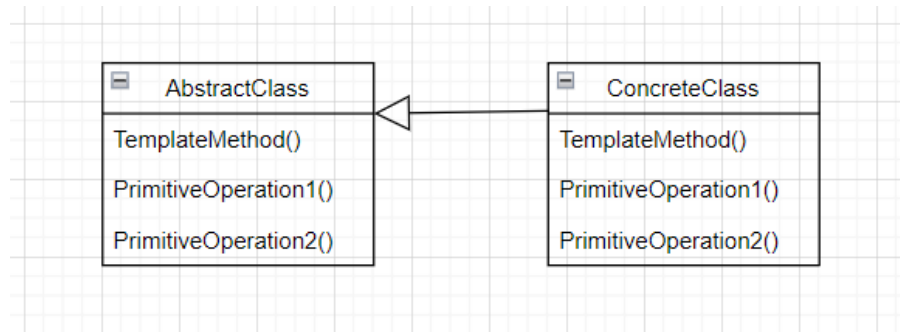 AbstractClass
TemplateMethod()
PrimitiveOperation1()
PrimitiveOperation2()
ConcreteClass
TemplateMethod()
PrimitiveOperation1()
PrimitiveOperation2()